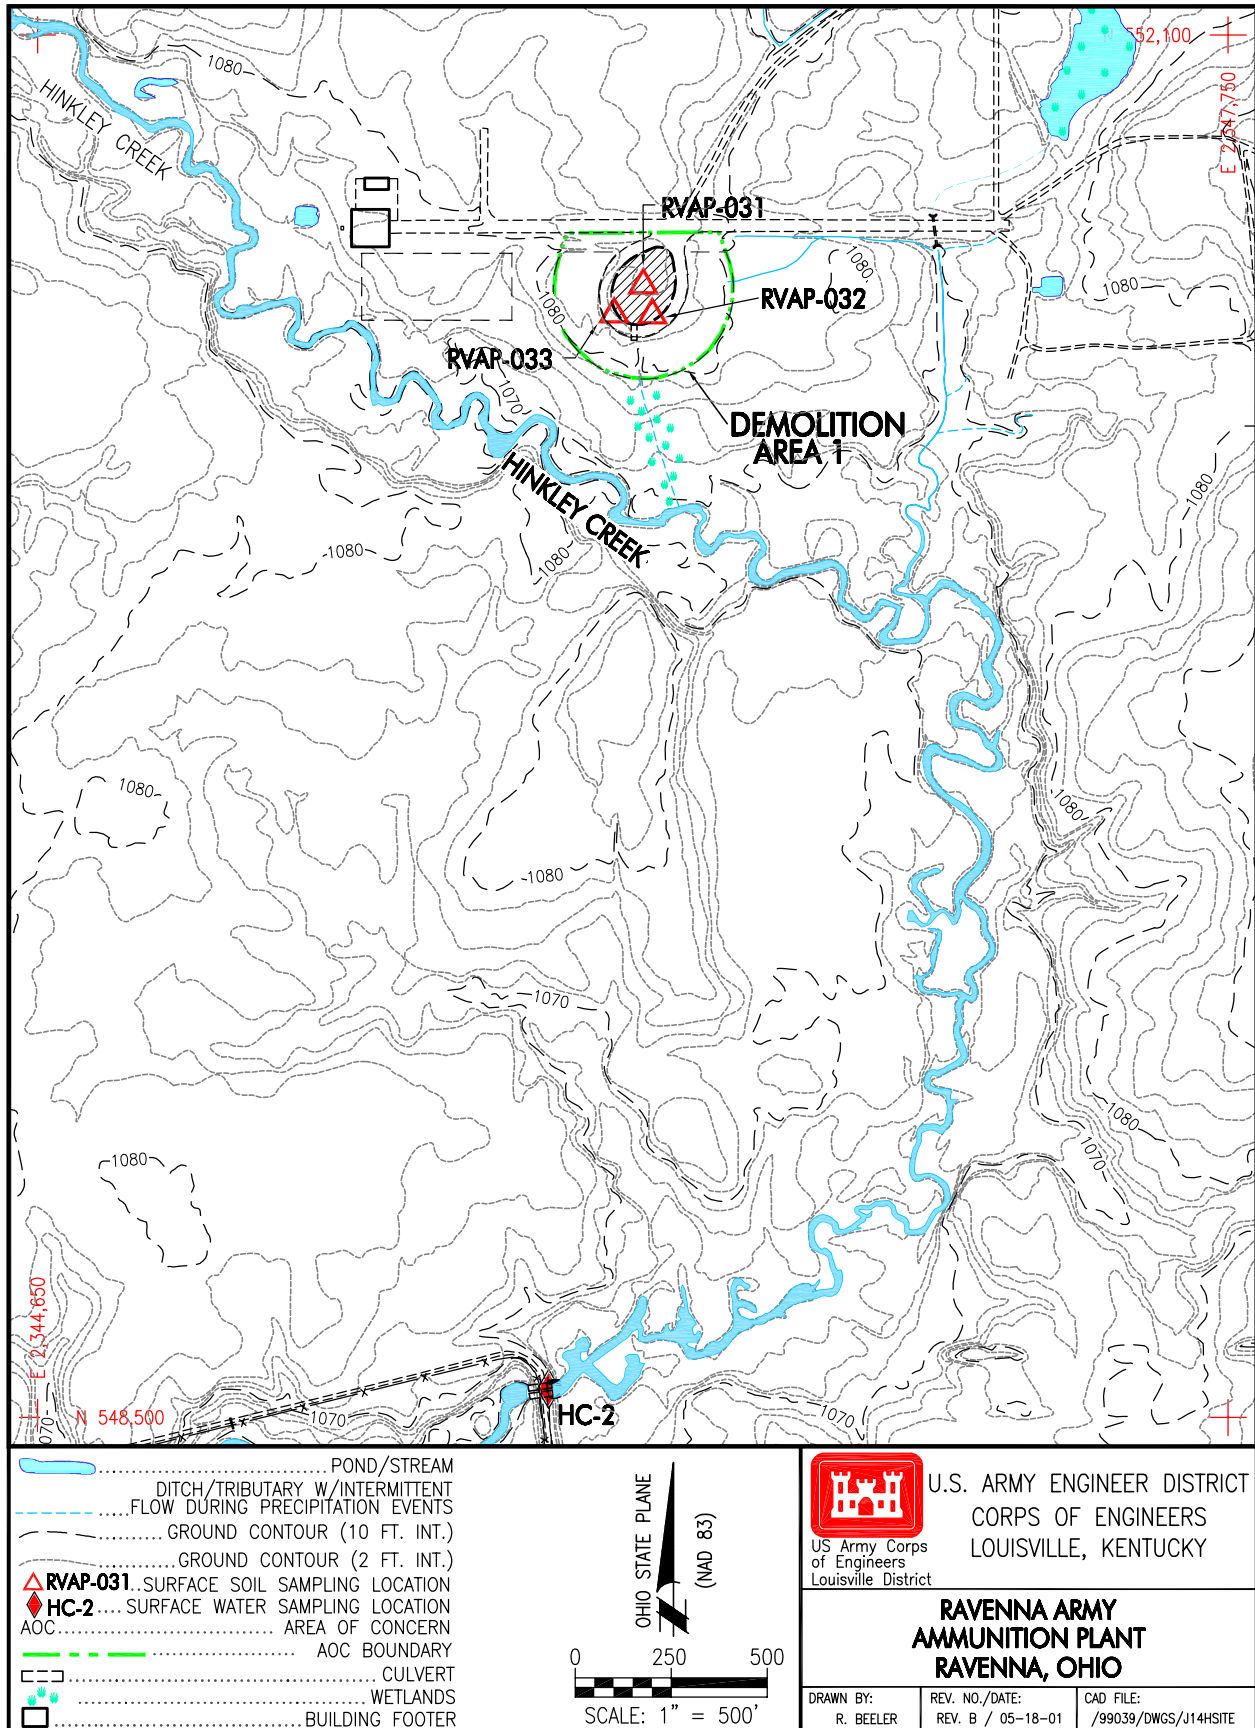 N 552,100
E 2,347,750
1080
HINKLEY CREEK
RVAP-031
1080
1080
RVAP-032
1080
RVAP-033
1070
DEMOLITION
AREA 1
HINKLEY CREEK
1080
1080
1080
1080
1080
1080
1070
1080
1070
1080
E 2,344,650
N 548,500
1070
1070
HC-2
1070
POND/STREAM
DITCH/TRIBUTARY W/INTERMITTENT
FLOW DURING PRECIPITATION EVENTS
GROUND CONTOUR (10 FT. INT.)
GROUND CONTOUR (2 FT. INT.)
RVAP-031..SURFACE SOIL SAMPLING LOCATION
HC-2....SURFACE WATER SAMPLING LOCATION
AOC............................AREA OF CONCERN
AOC BOUNDARY
CULVERT
WETLANDS
BUILDING FOOTER
OHIO STATE PLANE
(NAD 83)
0 250 500
SCALE: 1" = 500'
US Army Corps
of Engineers
Louisville District
U.S. ARMY ENGINEER DISTRICT
CORPS OF ENGINEERS
LOUISVILLE, KENTUCKY
RAVENNA ARMY
AMMUNITION PLANT
RAVENNA, OHIO
DRAWN BY:
R. BEELER
REV. NO./DATE:
REV. B / 05-18-01
CAD FILE:
/99039/DWGS/J14HSITE